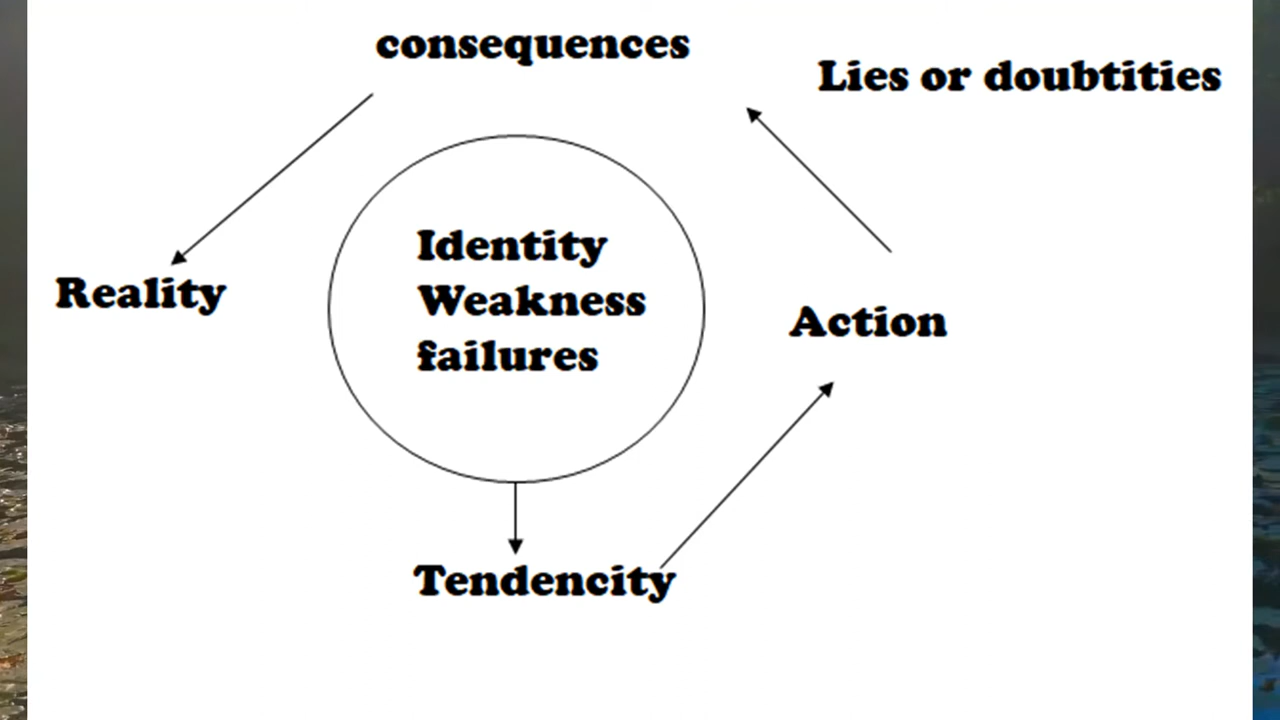 consequences
Lies or doubtities
Identity
Weakness
failures
Reality
Action
Tendencity